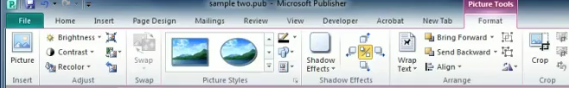 sample two.pub - Microsoft Publisher
Picture Tools
File Home Insert Page Design Mailings Review View Developer Acrobat New Tab Format
Picture
Brightness
Contrast
Recolor
Swap
Shadow
Effects
Wrap
Text
Bring Forward
Send Backward
Align
Crop
Insert Adjust Swap Picture Styles Shadow Effects Arrange Crop